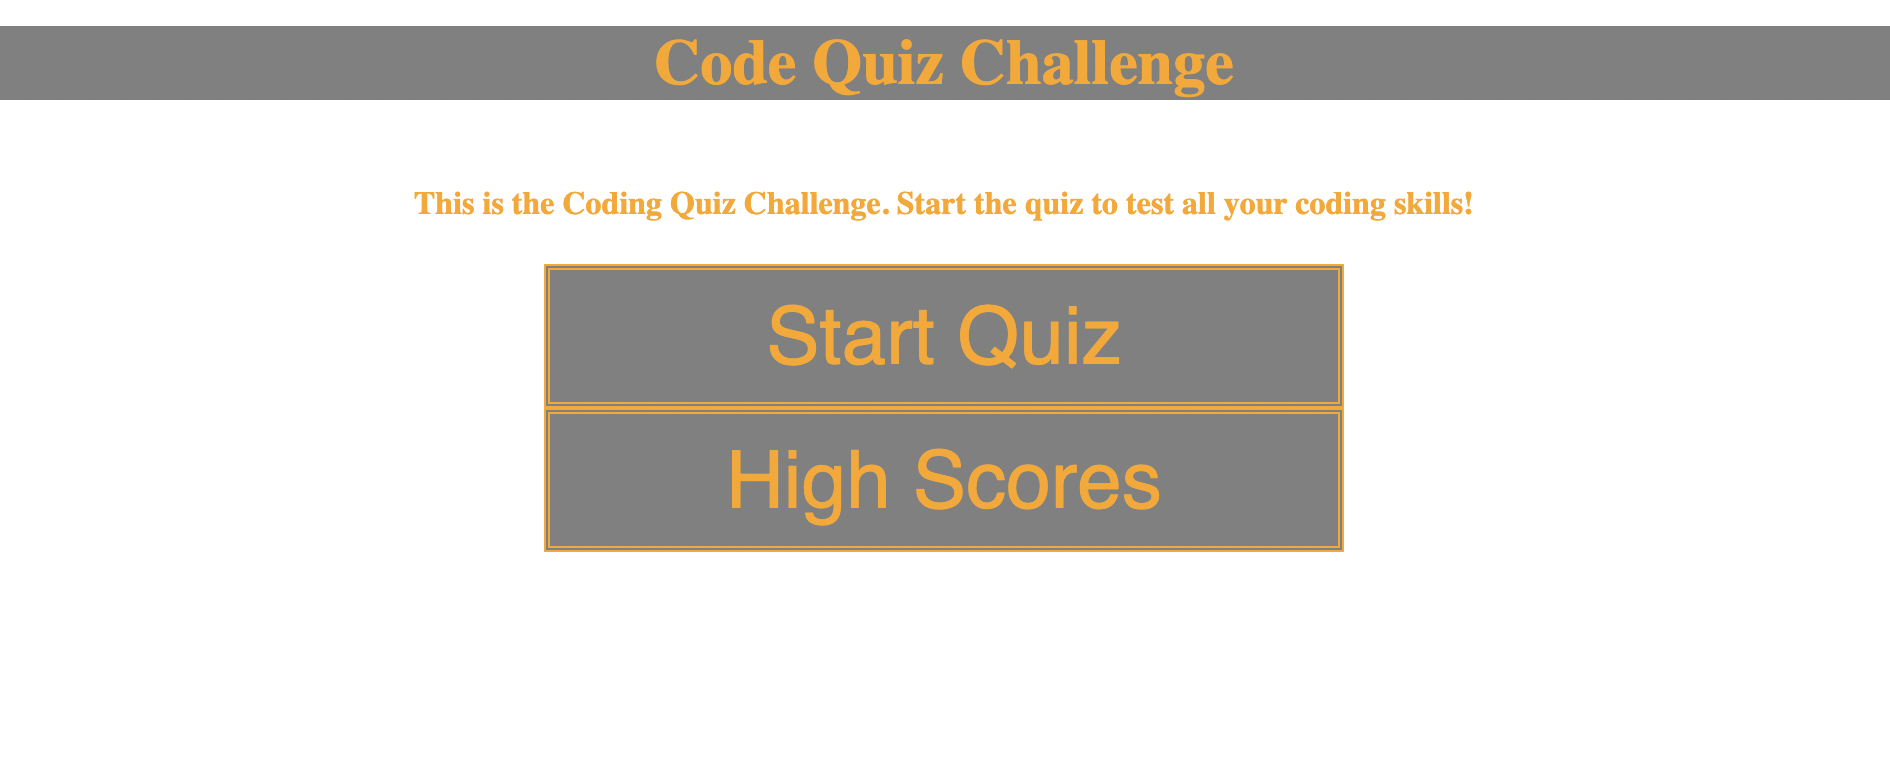 Code Quiz Challenge
This is the Coding Quiz Challenge. Start the quiz to test all your coding skills!
Start Quiz
High Scores